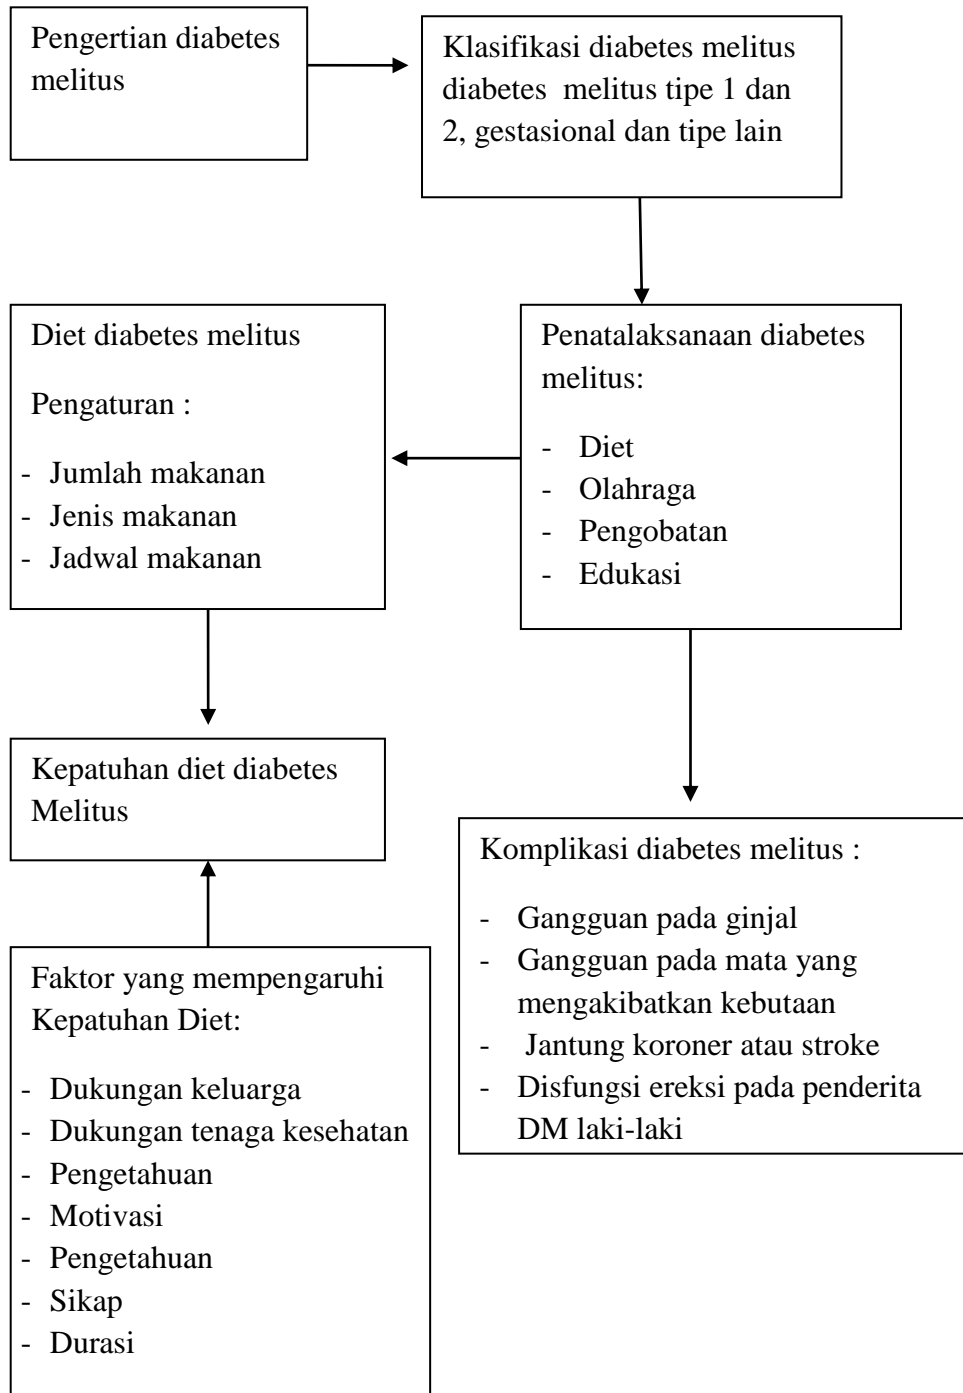 Pengertian diabetes
melitus
Klasifikasi diabetes melitus
diabetes  melitus tipe 1 dan
2, gestasional dan tipe lain
Diet diabetes melitus
Pengaturan :
- Jumlah makanan
- Jenis makanan
- Jadwal makanan
Penatalaksanaan diabetes
melitus:
- Diet
- Olahraga
- Pengobatan
- Edukasi
Kepatuhan diet diabetes
Melitus
Komplikasi diabetes melitus :
- Gangguan pada ginjal
- Gangguan pada mata yang
mengakibatkan kebutaan
- Jantung koroner atau stroke
- Disfungsi ereksi pada penderita
DM laki-laki
Faktor yang mempengaruhi
Kepatuhan Diet:
- Dukungan keluarga
- Dukungan tenaga kesehatan
- Pengetahuan
- Motivasi
- Pengetahuan
- Sikap
- Durasi